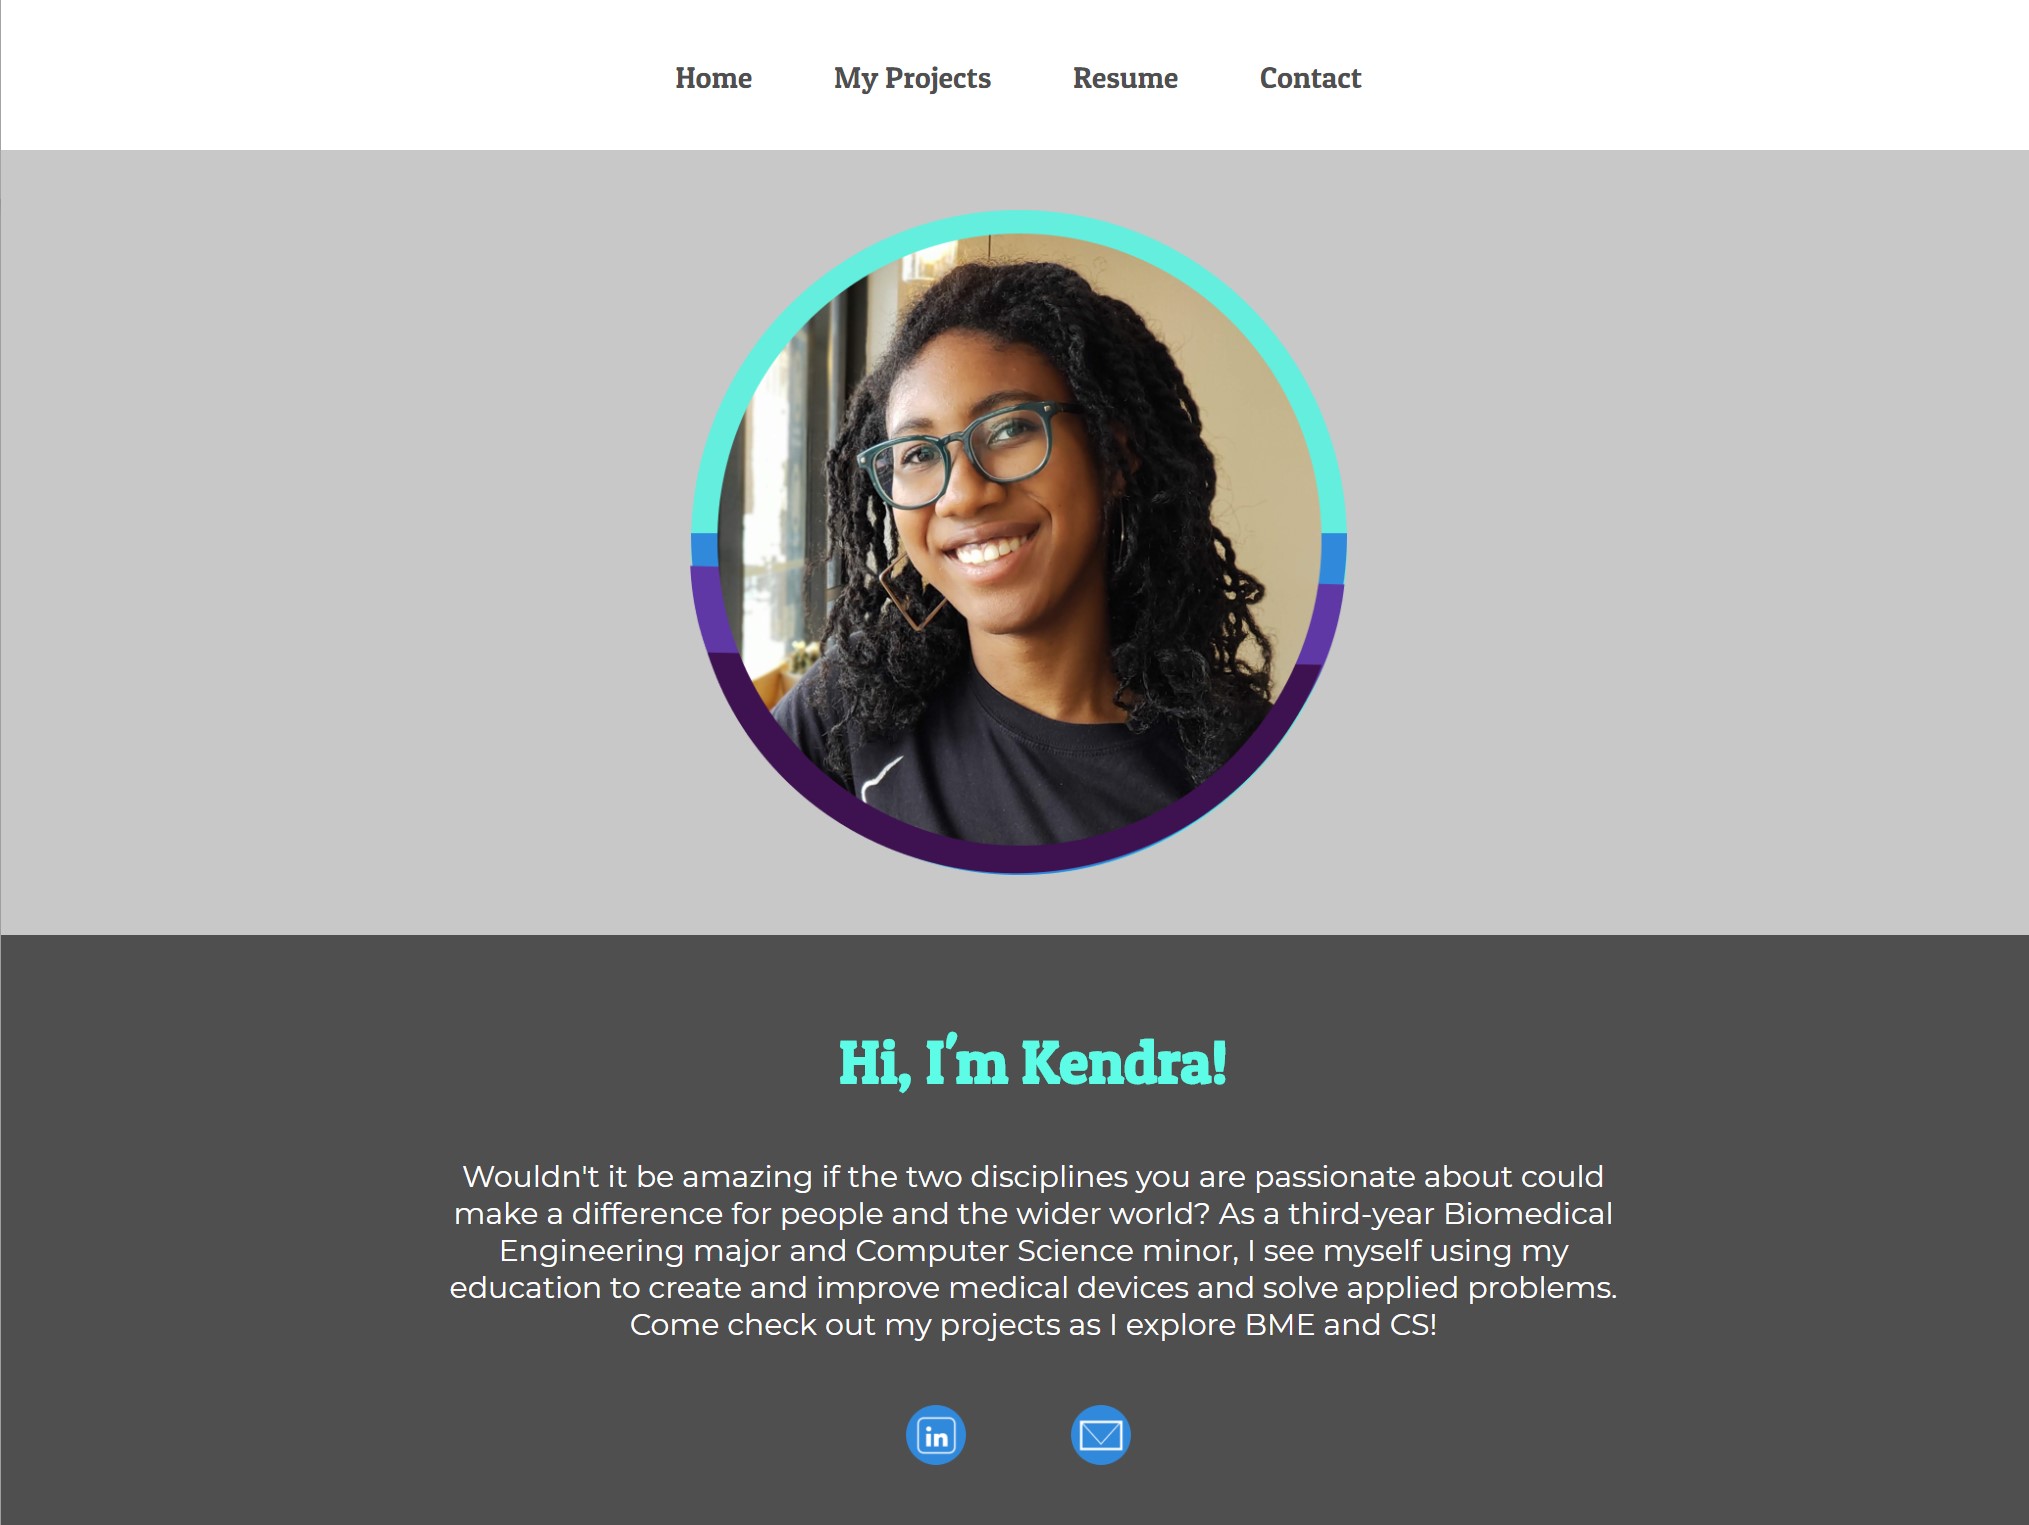 Home My Projects Resume Contact
Hi, I'm Kendra!
Wouldn't it be amazing if the two disciplines you are passionate about could
make a difference for people and the wider world? As a third-year Biomedical
Engineering major and Computer Science minor, I see myself using my
education to create and improve medical devices and solve applied problems.
Come check out my projects as I explore BME and CS!
in